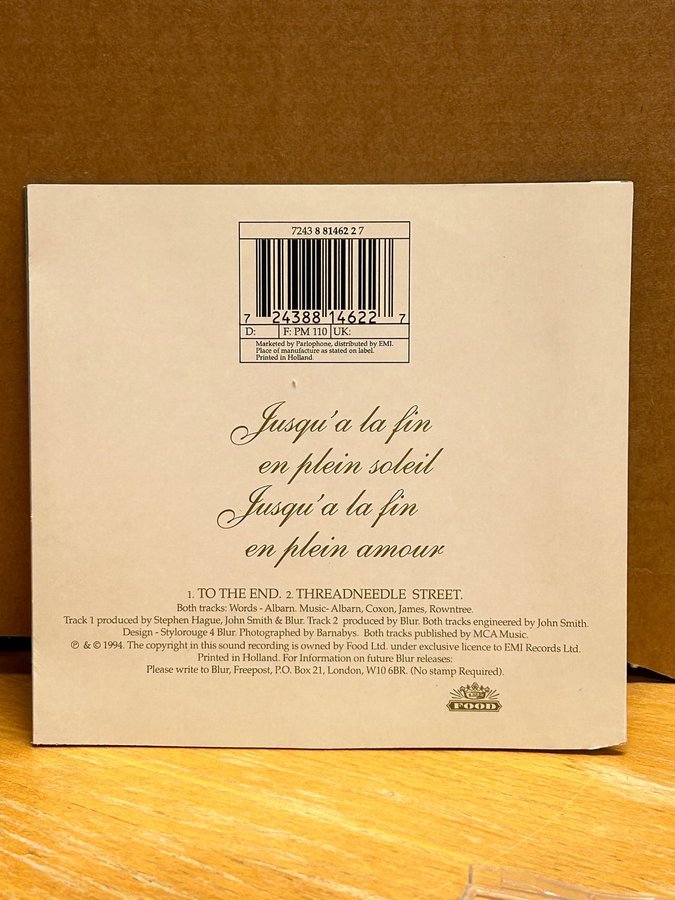 7243 8 81462 2 7
7 24388 14622 7
D: F: PM 110 UK:
Marketed by Parlophone, distributed by EMI.
Place of manufacture as stated on label.
Printed in Holland.
Jusqu'a la fin
en plein soleil
Jusqu'a la fin
en plein amour
1. TO THE END. 2. THREADNEEDLE STREET.
Both tracks: Words - Albarn. Music- Albarn, Coxon, James, Rowntree.
Track 1 produced by Stephen Hague, John Smith & Blur. Track 2 produced by Blur. Both tracks engineered by John Smith.
Design - Stylorouge 4 Blur. Photographed by Barnabys. Both tracks published by MCA Music.
℗ & © 1994. The copyright in this sound recording is owned by Food Ltd. under exclusive licence to EMI Records Ltd.
Printed in Holland. For Information on future Blur releases:
Please write to Blur, Freepost, P.O. Box 21, London, W10 6BR. (No stamp Required).
FOOD